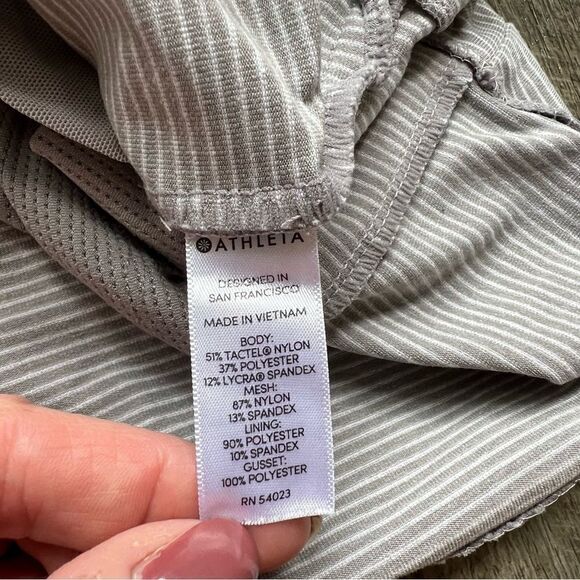 ATHLETA
DESIGNED IN
SAN FRANCISCO
MADE IN VIETNAM
BODY:
51% TACTEL® NYLON
37% POLYESTER
12% LYCRA® SPANDEX
MESH:
87% NYLON
13% SPANDEX
LINING:
90% POLYESTER
10% SPANDEX
GUSSET:
100% POLYESTER
RN 54023